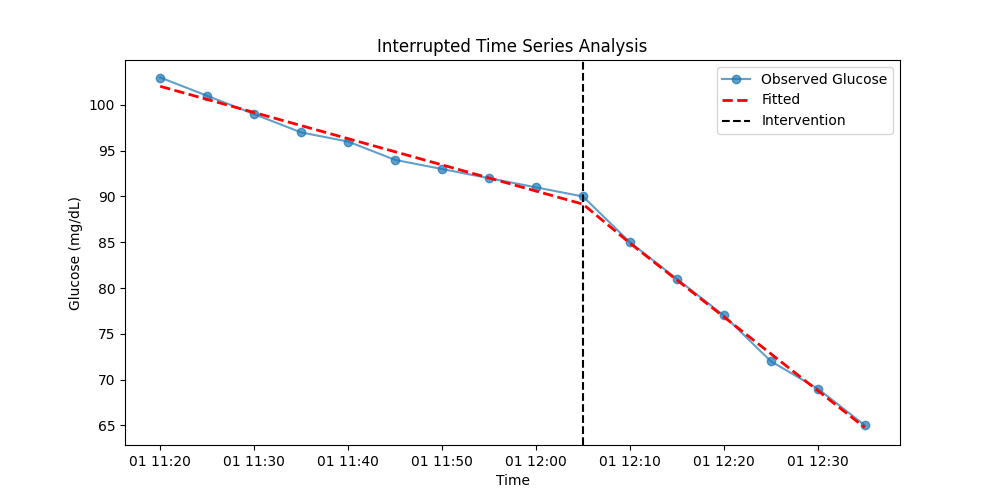 Interrupted Time Series Analysis
Observed Glucose
Fitted
Intervention
Glucose (mg/dL)
100
95
90
85
80
75
70
65
01 11:20 01 11:30 01 11:40 01 11:50 01 12:00 01 12:10 01 12:20 01 12:30
Time